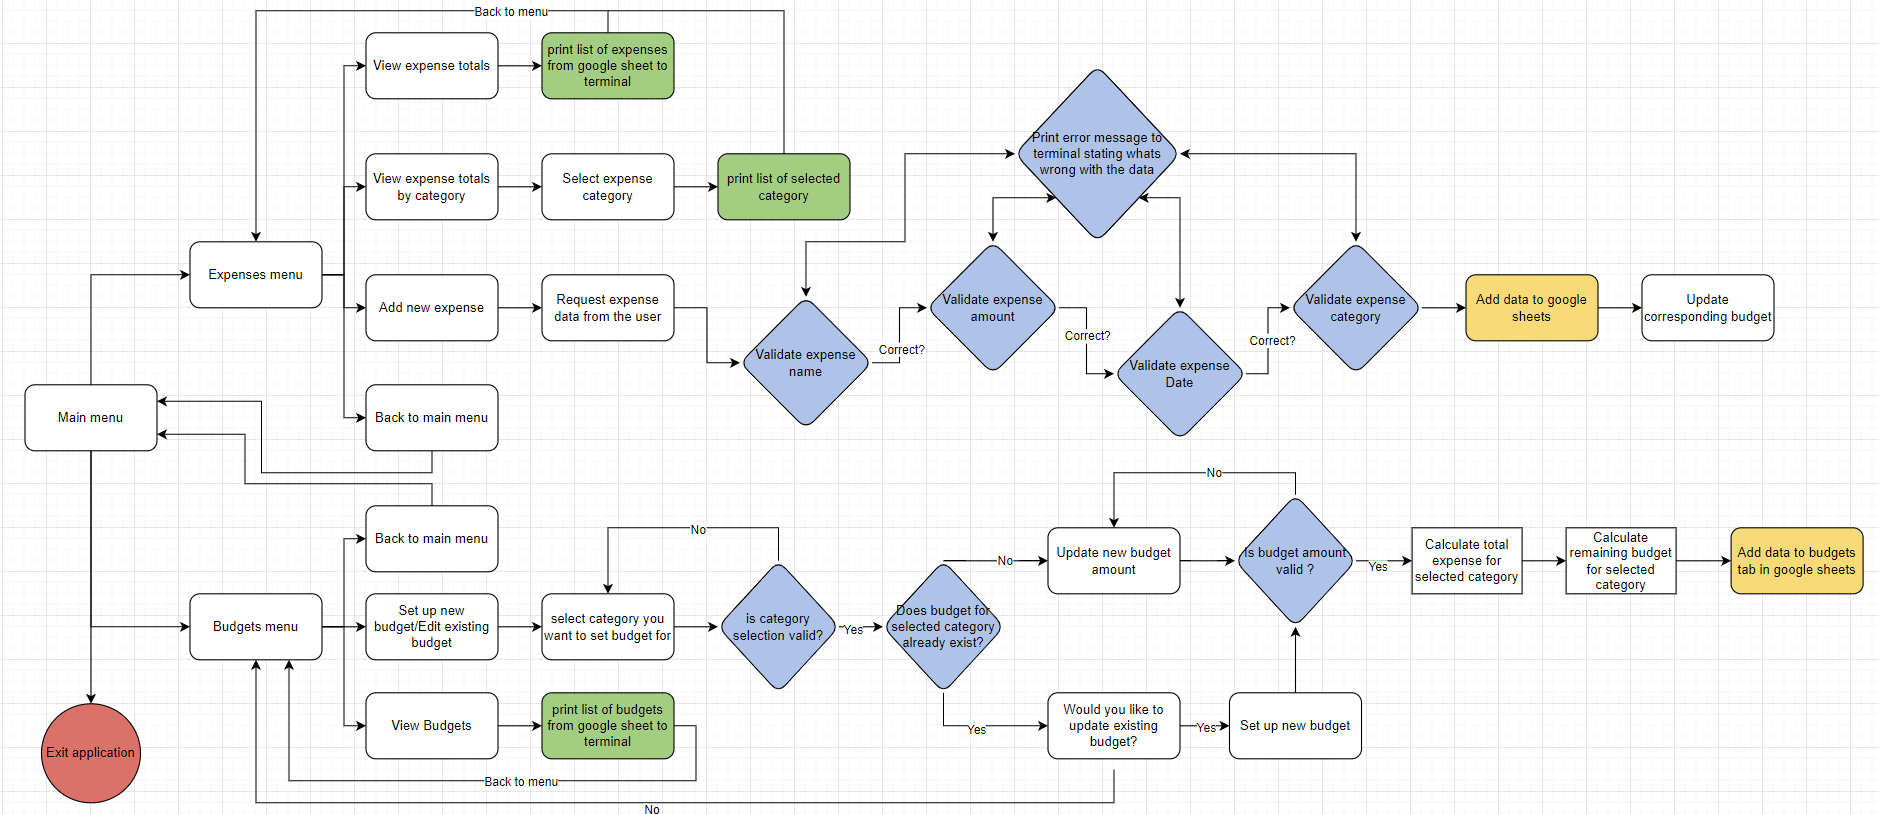 Back to menu
View expense totals
print list of expenses
from google sheet to
terminal
Print error message to
terminal stating whats
wrong with the data
View expense totals
by category
Select expense
category
print list of selected
category
Expenses menu
Add new expense
Request expense
data from the user
Validate expense
name
Correct?
Validate expense
amount
Correct?
Validate expense
Date
Correct?
Validate expense
category
Add data to google
sheets
Update
corresponding budget
Main menu
Back to main menu
Back to main menu
No
No
Update new budget
amount
No
Is budget amount
valid ?
Yes
Calculate total
expense for
selected category
Calculate
remaining budget
for selected
category
Add data to budgets
tab in google sheets
Budgets menu
Set up new
budget/Edit existing
budget
select category you
want to set budget for
is category
selection valid?
Yes
Does budget for
selected category
already exist?
Yes
Would you like to
update existing
budget?
Yes
Set up new budget
View Budgets
print list of budgets
from google sheet to
terminal
Back to menu
No
Exit application